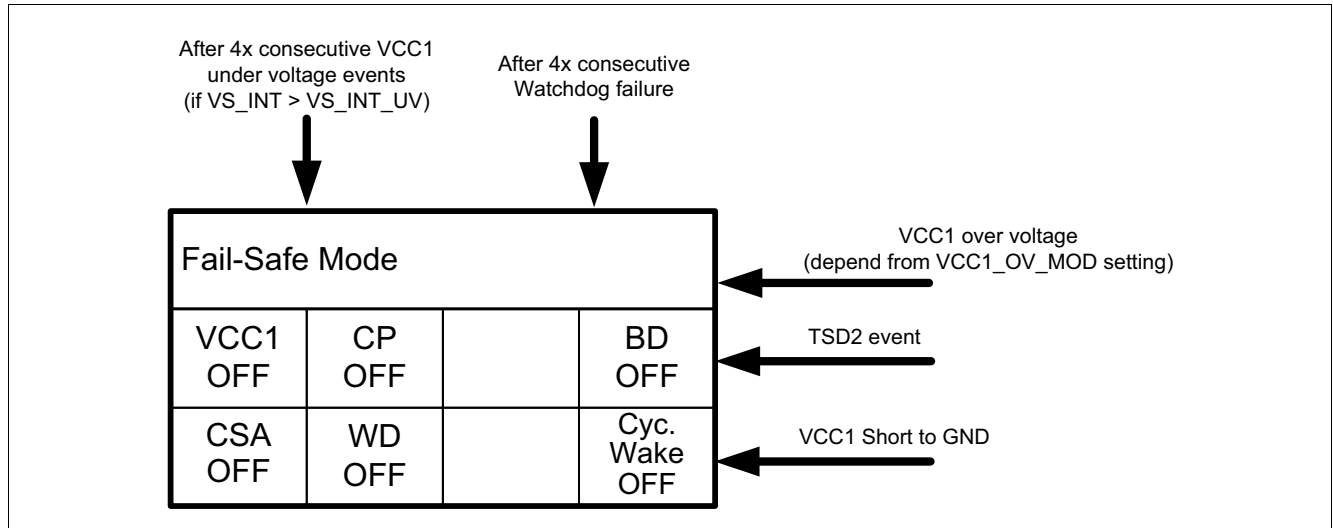 After 4x consecutive VCC1
under voltage events
(if VS_INT > VS_INT_UV)
After 4x consecutive
Watchdog failure
Fail-Safe Mode
VCC1 over voltage
(depend from VCC1_OV_MOD setting)
VCC1
OFF
CP
OFF
BD
OFF
TSD2 event
CSA
OFF
WD
OFF
Cyc.
Wake
OFF
VCC1 Short to GND